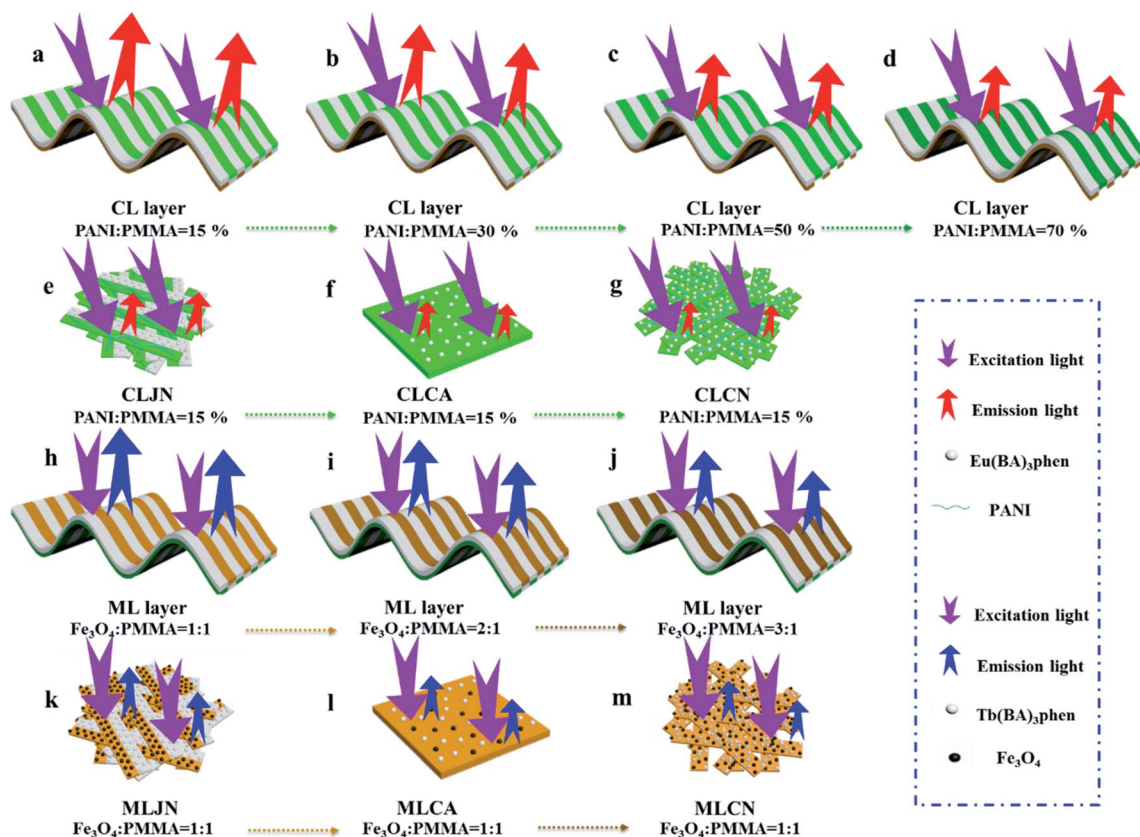 a
b
c
d
CL layer
PANI:PMMA=15 %
CL layer
PANI:PMMA=30 %
CL layer
PANI:PMMA=50 %
CL layer
PANI:PMMA=70 %
e
f
g
CLJN
PANI:PMMA=15 %
CLCA
PANI:PMMA=15 %
CLCN
PANI:PMMA=15 %
h
i
j
ML layer
Fe₃O₄:PMMA=1:1
ML layer
Fe₃O₄:PMMA=2:1
ML layer
Fe₃O₄:PMMA=3:1
k
l
m
MLJN
Fe₃O₄:PMMA=1:1
MLCA
Fe₃O₄:PMMA=1:1
MLCN
Fe₃O₄:PMMA=1:1
Excitation light
Emission light
Eu(BA)₃phen
PANI
Excitation light
Emission light
Tb(BA)₃phen
Fe₃O₄